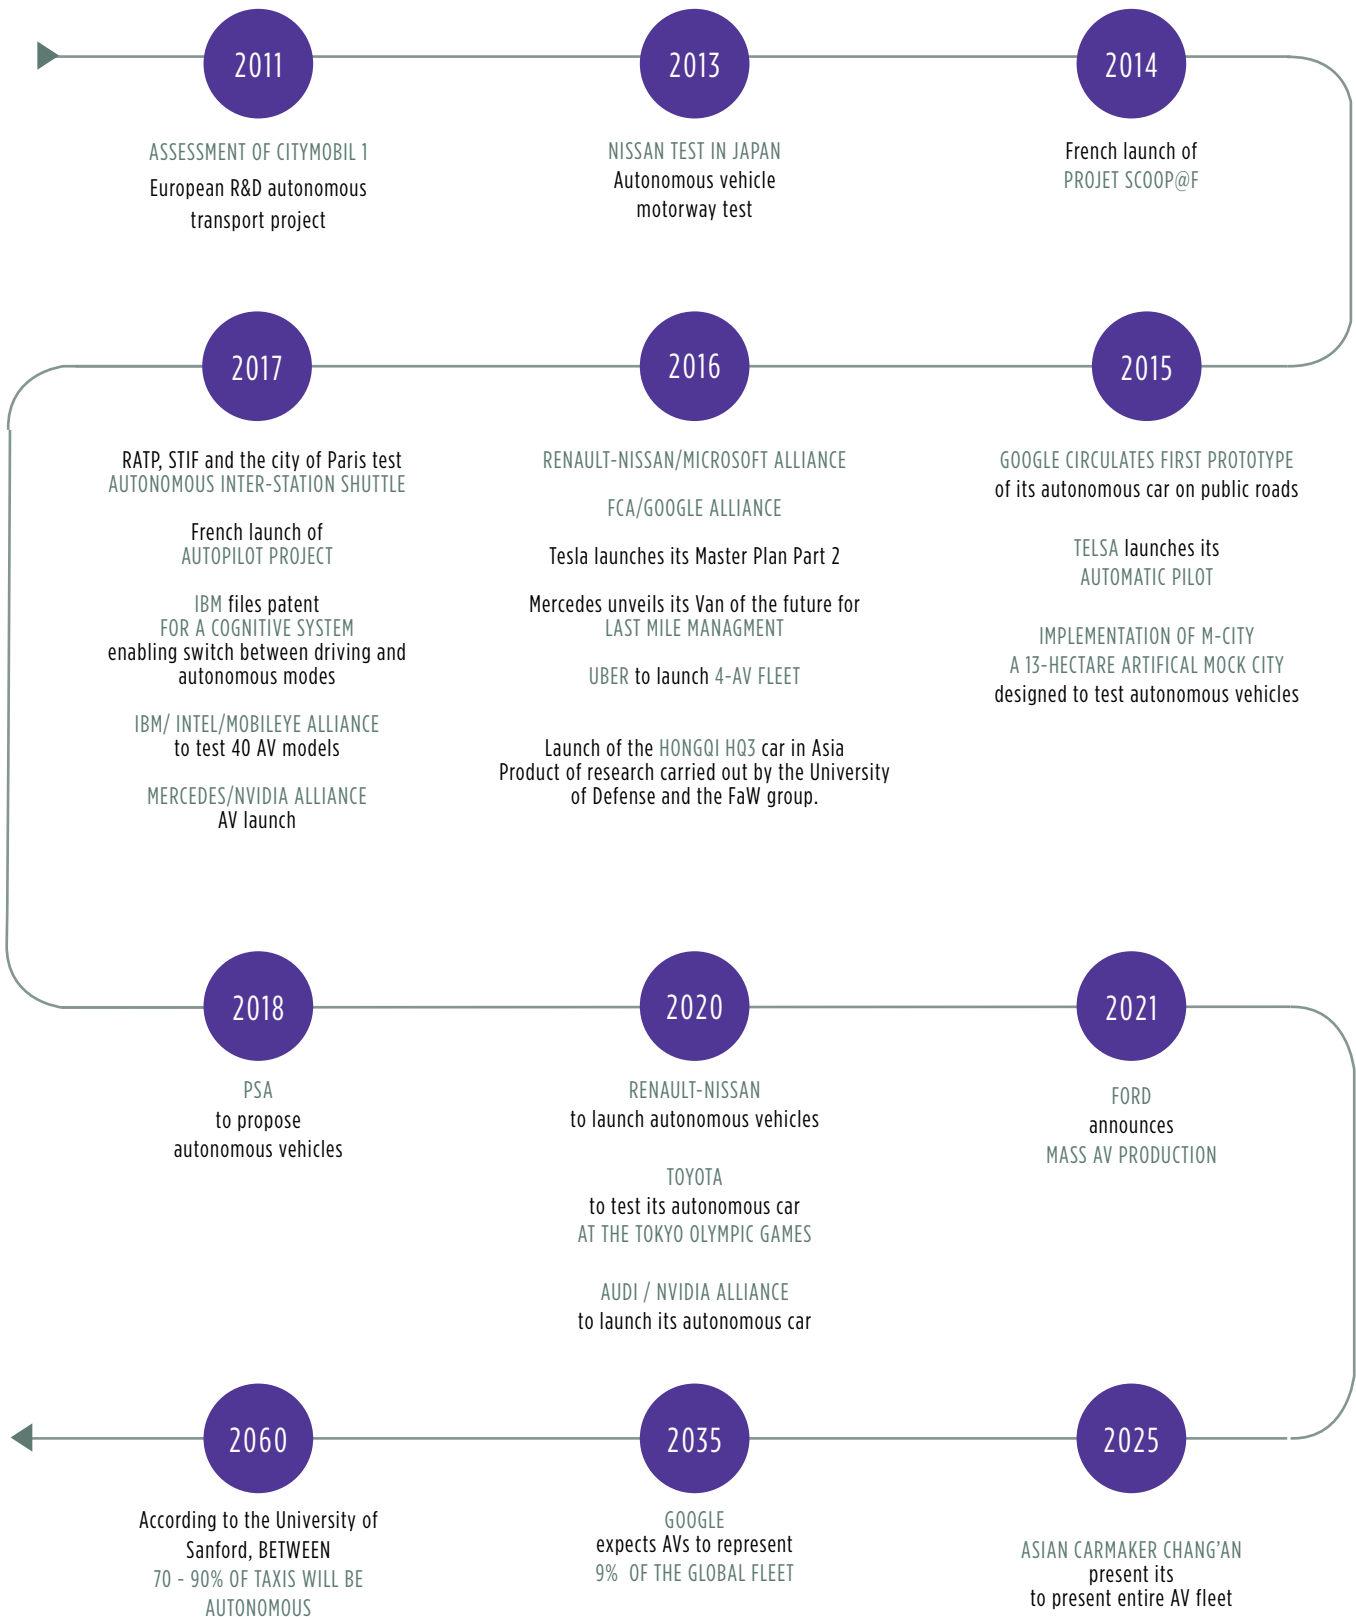 2011
ASSESSMENT OF CITYMOBIL 1
European R&D autonomous
transport project
2013
NISSAN TEST IN JAPAN
Autonomous vehicle
motorway test
2014
French launch of
PROJET SCOOP@F
2015
GOOGLE CIRCULATES FIRST PROTOTYPE
of its autonomous car on public roads
TELSA launches its
AUTOMATIC PILOT
IMPLEMENTATION OF M-CITY
A 13-HECTARE ARTIFICAL MOCK CITY
designed to test autonomous vehicles
2016
RENAULT-NISSAN/MICROSOFT ALLIANCE
FCA/GOOGLE ALLIANCE
Tesla launches its Master Plan Part 2
Mercedes unveils its Van of the future for
LAST MILE MANAGMENT
UBER to launch 4-AV FLEET
Launch of the HONGQI HQ3 car in Asia
Product of research carried out by the University
of Defense and the FaW group.
2017
RATP, STIF and the city of Paris test
AUTONOMOUS INTER-STATION SHUTTLE
French launch of
AUTOPILOT PROJECT
IBM files patent
FOR A COGNITIVE SYSTEM
enabling switch between driving and
autonomous modes
IBM/ INTEL/MOBILEYE ALLIANCE
to test 40 AV models
MERCEDES/NVIDIA ALLIANCE
AV launch
2018
PSA
to propose
autonomous vehicles
2020
RENAULT-NISSAN
to launch autonomous vehicles
TOYOTA
to test its autonomous car
AT THE TOKYO OLYMPIC GAMES
AUDI / NVIDIA ALLIANCE
to launch its autonomous car
2021
FORD
announces
MASS AV PRODUCTION
2025
ASIAN CARMAKER CHANG'AN
present its
to present entire AV fleet
2035
GOOGLE
expects AVs to represent
9% OF THE GLOBAL FLEET
2060
According to the University of
Sanford, BETWEEN
70 - 90% OF TAXIS WILL BE
AUTONOMOUS